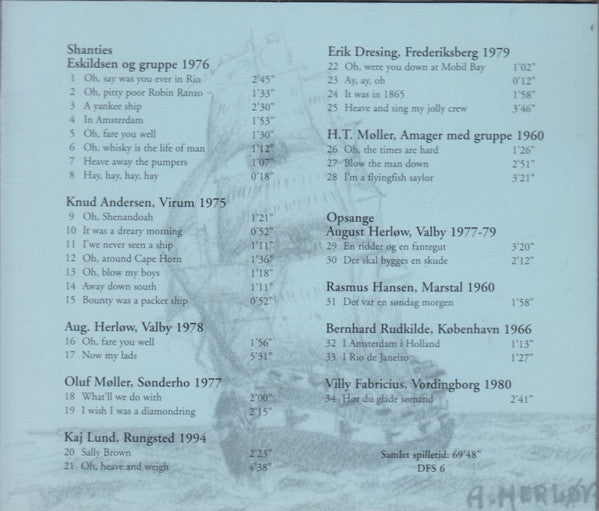 Shanties
Eskildsen og gruppe 1976
1 Oh, say was you ever in Rio 2'45"
2 Oh, pitty poor Robin Ranzo 1'33"
3 A yankee ship 2'30"
4 In Amsterdam 1'53"
5 Oh, fare you well 1'30"
6 Oh, whisky is the life of man 1'12"
7 Heave away the pumpers 1'07"
8 Hay, hay, hay, hay 0'18"
Knud Andersen, Virum 1975
9 Oh, Shenandoah 1'21"
10 It was a dreary morning 0'52"
11 I've never seen a ship 1'11"
12 Oh, around Cape Horn 1'36"
13 Oh, blow my boys 1'18"
14 Away down south 1'11"
15 Bounty was a packet ship 0'52"
Aug. Herløw, Valby 1978
16 Oh, fare you well 1'56"
17 Now my lads 5'31"
Oluf Møller, Sønderho 1977
18 What'll we do with 2'00"
19 I wish I was a diamondring 2'15"
Kaj Lund, Rungsted 1994
20 Sally Brown 2'23"
21 Oh, heave and weigh 4'38"
Erik Dresing, Frederiksberg 1979
22 Oh, were you down at Mobil Bay 1'02"
23 Ay, ay, oh 0'12"
24 It was in 1865 1'58"
25 Heave and sing my jolly crew 3'46"
H.T. Møller, Amager med gruppe 1960
26 Oh, the times are hard 1'26"
27 Blow the man down 2'51"
28 I'm a flyingfish saylor 3'21"
Opsange
August Herløw, Valby 1977-79
29 En ridder og en fantegut 3'20"
30 Der skal bygges en skude 2'12"
Rasmus Hansen, Marstal 1960
31 Det var en søndag morgen 1'58"
Bernhard Rudkilde, København 1966
32 I Amsterdam i Holland 1'13"
33 I Rio de Janeiro 1'27"
Villy Fabricius, Vordingborg 1980
34 Hør du glade sømand 2'41"
Samlet spilletid: 69'48"
DFS 6
A. HERLØV